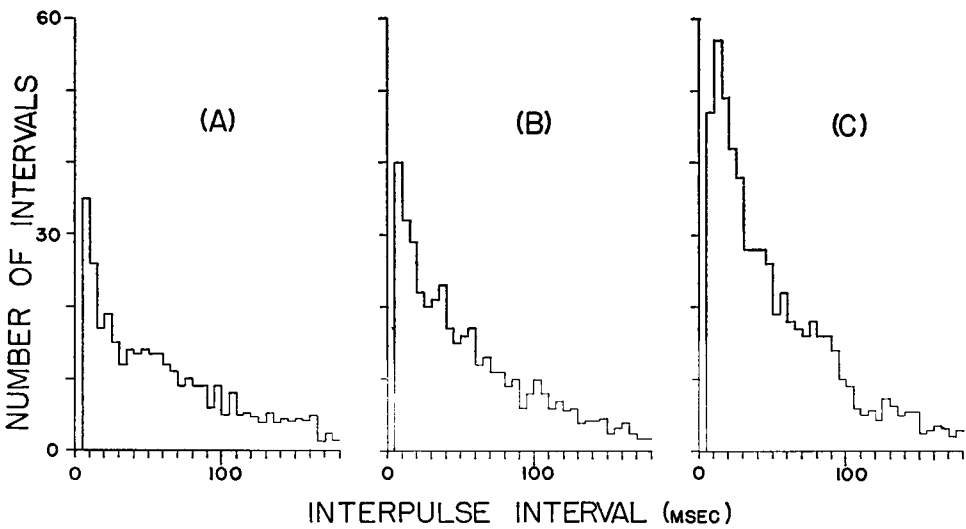 60
30
0
NUMBER OF INTERVALS
(A)
(B)
(C)
0 100
0 100
0 100
INTERPULSE INTERVAL (MSEC)